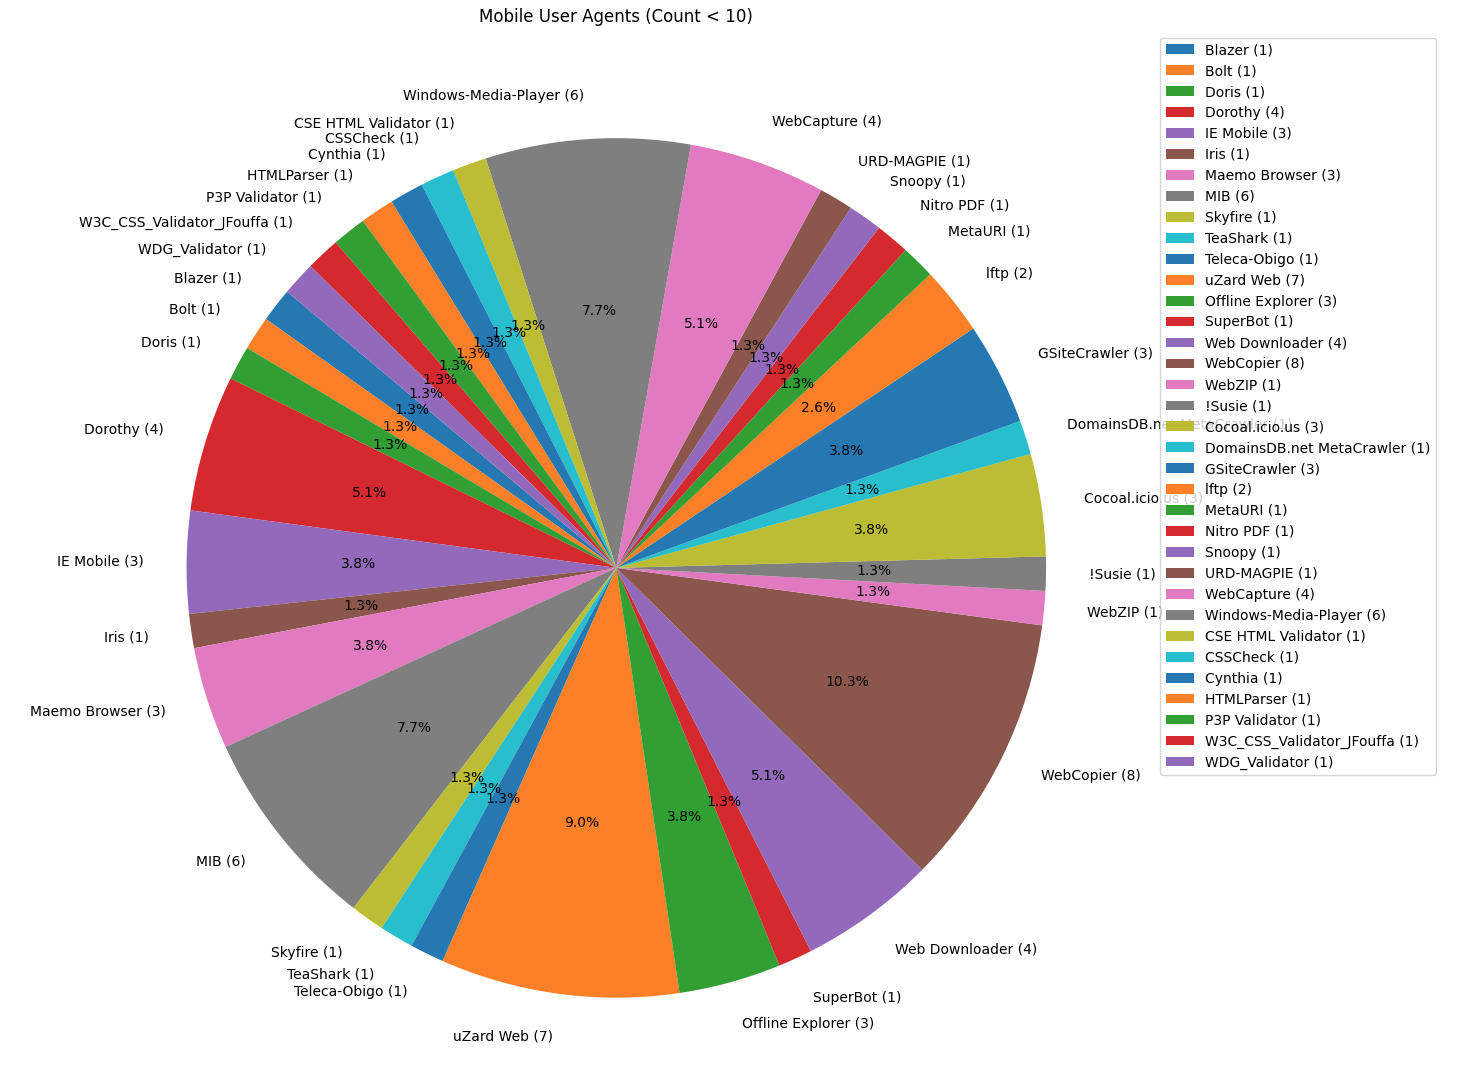 Mobile User Agents (Count < 10)
Windows-Media-Player (6)
WebCapture (4)
CSE HTML Validator (1)
CSSCheck (1)
Cynthia (1)
HTMLParser (1)
P3P Validator (1)
W3C_CSS_Validator_JFouffa (1)
WDG_Validator (1)
Blazer (1)
Bolt (1)
Doris (1)
Dorothy (4)
IE Mobile (3)
Iris (1)
Maemo Browser (3)
MIB (6)
Skyfire (1)
TeaShark (1)
Teleca-Obigo (1)
uZard Web (7)
Offline Explorer (3)
SuperBot (1)
Web Downloader (4)
WebCopier (8)
WebZIP (1)
!Susie (1)
Cocoal.icio.us (3)
DomainsDB.net MetaCrawler (1)
GSiteCrawler (3)
lftp (2)
MetaURI (1)
Nitro PDF (1)
Snoopy (1)
URD-MAGPIE (1)
7.7%
5.1%
1.3%
1.3%
1.3%
1.3%
1.3%
1.3%
1.3%
1.3%
1.3%
1.3%
5.1%
3.8%
1.3%
3.8%
7.7%
1.3%
1.3%
1.3%
9.0%
3.8%
1.3%
5.1%
10.3%
1.3%
1.3%
3.8%
1.3%
3.8%
2.6%
1.3%
1.3%
1.3%
1.3%
Blazer (1)
Bolt (1)
Doris (1)
Dorothy (4)
IE Mobile (3)
Iris (1)
Maemo Browser (3)
MIB (6)
Skyfire (1)
TeaShark (1)
Teleca-Obigo (1)
uZard Web (7)
Offline Explorer (3)
SuperBot (1)
Web Downloader (4)
WebCopier (8)
WebZIP (1)
!Susie (1)
Cocoal.icio.us (3)
DomainsDB.net MetaCrawler (1)
GSiteCrawler (3)
lftp (2)
MetaURI (1)
Nitro PDF (1)
Snoopy (1)
URD-MAGPIE (1)
WebCapture (4)
Windows-Media-Player (6)
CSE HTML Validator (1)
CSSCheck (1)
Cynthia (1)
HTMLParser (1)
P3P Validator (1)
W3C_CSS_Validator_JFouffa (1)
WDG_Validator (1)